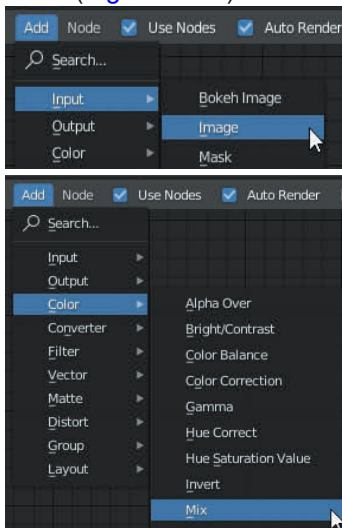 Add Node Use Nodes Auto Render
Search...
Input Bokeh Image
Output Image
Color Mask
Add Node Use Nodes Auto Render
Search...
Input
Output
Color Alpha Over
Converter Bright/Contrast
Filter Color Balance
Vector Color Correction
Matte Gamma
Distort Hue Correct
Group Hue Saturation Value
Layout Invert
Mix